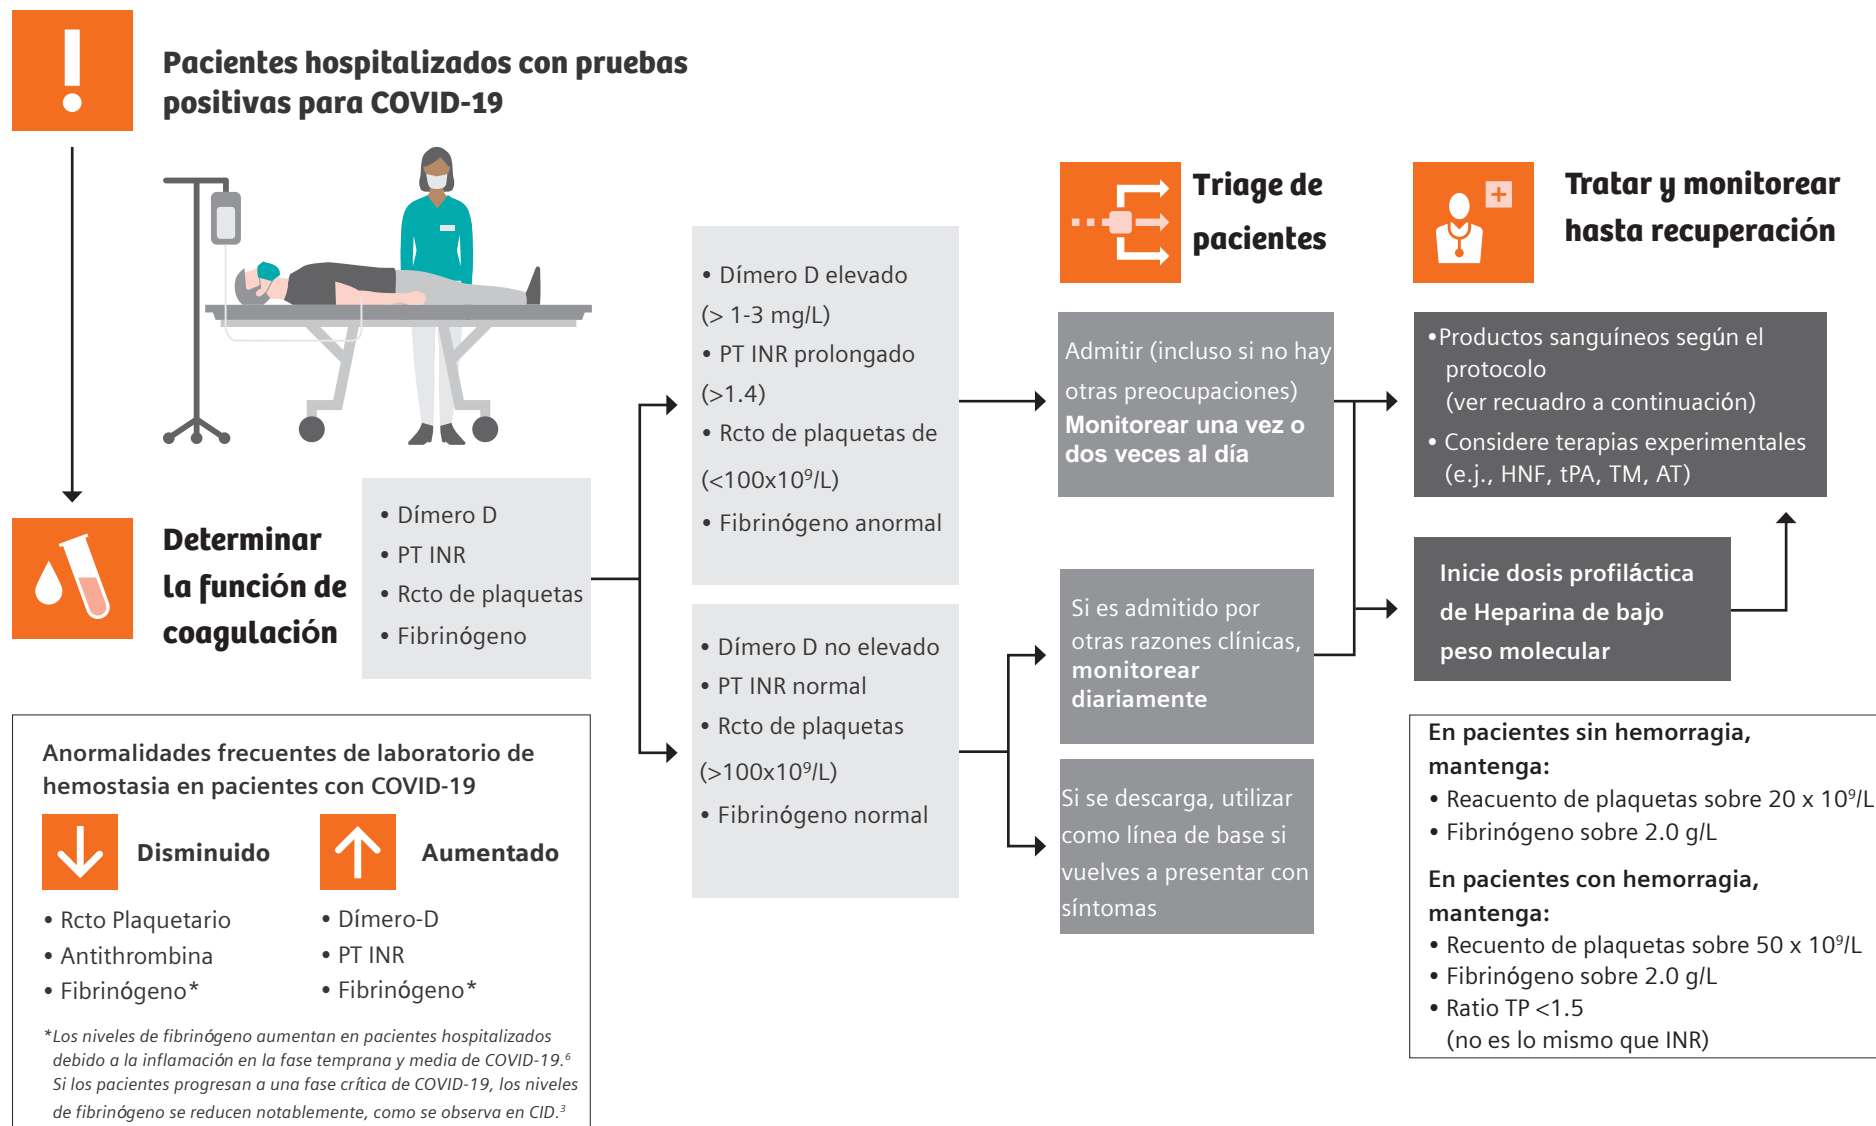 Pacientes hospitalizados con pruebas
positivas para COVID-19
Determinar
la función de
coagulación
• Dímero D
• PT INR
• Rcto de plaquetas
• Fibrinógeno
• Dímero D elevado
(> 1-3 mg/L)
• PT INR prolongado
(>1.4)
• Rcto de plaquetas de
(<100x10⁹/L)
• Fibrinógeno anormal
• Dímero D no elevado
• PT INR normal
• Rcto de plaquetas
(>100x10⁹/L)
• Fibrinógeno normal
Triage de
pacientes
Admitir (incluso si no hay
otras preocupaciones)
Monitorear una vez o
dos veces al día
Si es admitido por
otras razones clínicas,
monitorear
diariamente
Si se descarga, utilizar
como línea de base si
vuelves a presentar con
síntomas
Tratar y monitorear
hasta recuperación
•Productos sanguíneos según el
protocolo
(ver recuadro a continuación)
• Considere terapias experimentales
(e.j., HNF, tPA, TM, AT)
Inicie dosis profiláctica
de Heparina de bajo
peso molecular
En pacientes sin hemorragia,
mantenga:
• Reacuento de plaquetas sobre 20 x 10⁹/L
• Fibrinógeno sobre 2.0 g/L
En pacientes con hemorragia,
mantenga:
• Recuento de plaquetas sobre 50 x 10⁹/L
• Fibrinógeno sobre 2.0 g/L
• Ratio TP <1.5
(no es lo mismo que INR)
Anormalidades frecuentes de laboratorio de
hemostasia en pacientes con COVID-19
Disminuido
• Rcto Plaquetario
• Antithrombina
• Fibrinógeno*
Aumentado
• Dímero-D
• PT INR
• Fibrinógeno*
*Los niveles de fibrinógeno aumentan en pacientes hospitalizados
debido a la inflamación en la fase temprana y media de COVID-19.⁶
Si los pacientes progresan a una fase crítica de COVID-19, los niveles
de fibrinógeno se reducen notablemente, como se observa en CID.³